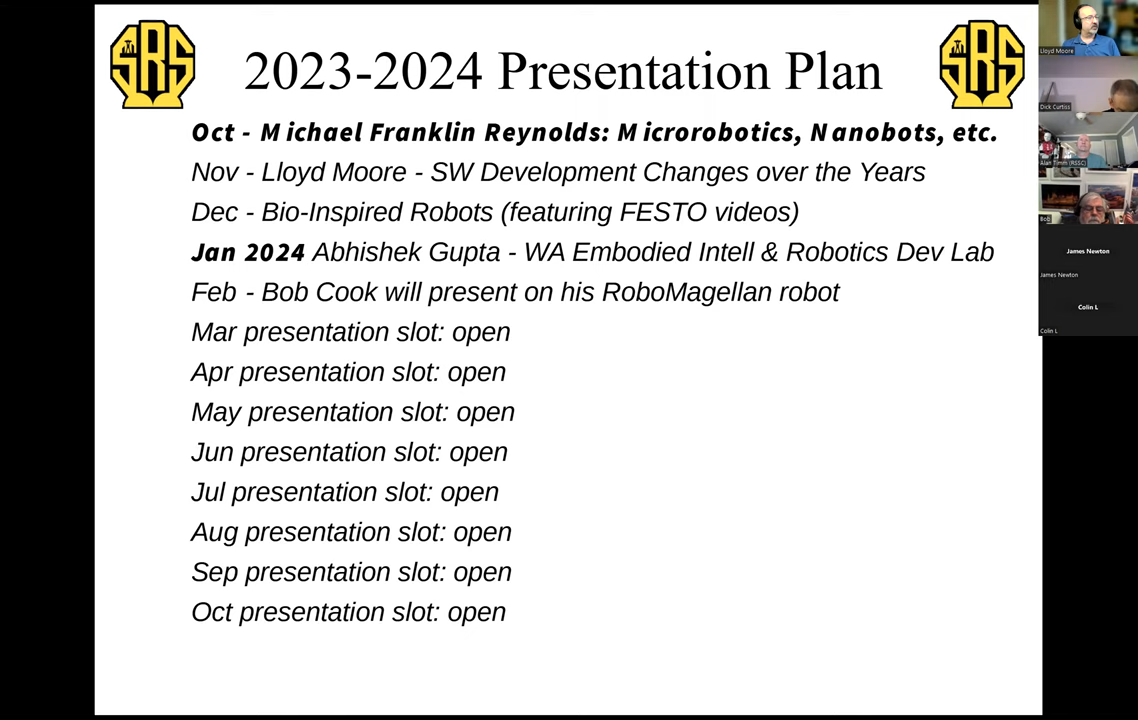 SRS
SRS
2023-2024 Presentation Plan
Oct - Michael Franklin Reynolds: Microrobotics, Nanobots, etc.
Nov - Lloyd Moore - SW Development Changes over the Years
Dec - Bio-Inspired Robots (featuring FESTO videos)
Jan 2024 Abhishek Gupta - WA Embodied Intell & Robotics Dev Lab
Feb - Bob Cook will present on his RoboMagellan robot
Mar presentation slot: open
Apr presentation slot: open
May presentation slot: open
Jun presentation slot: open
Jul presentation slot: open
Aug presentation slot: open
Sep presentation slot: open
Oct presentation slot: open
Lloyd Moore
Dick Curtiss
Alan Timm (RSSC)
Bob
James Newton
James Newton
Colin L
Colin L